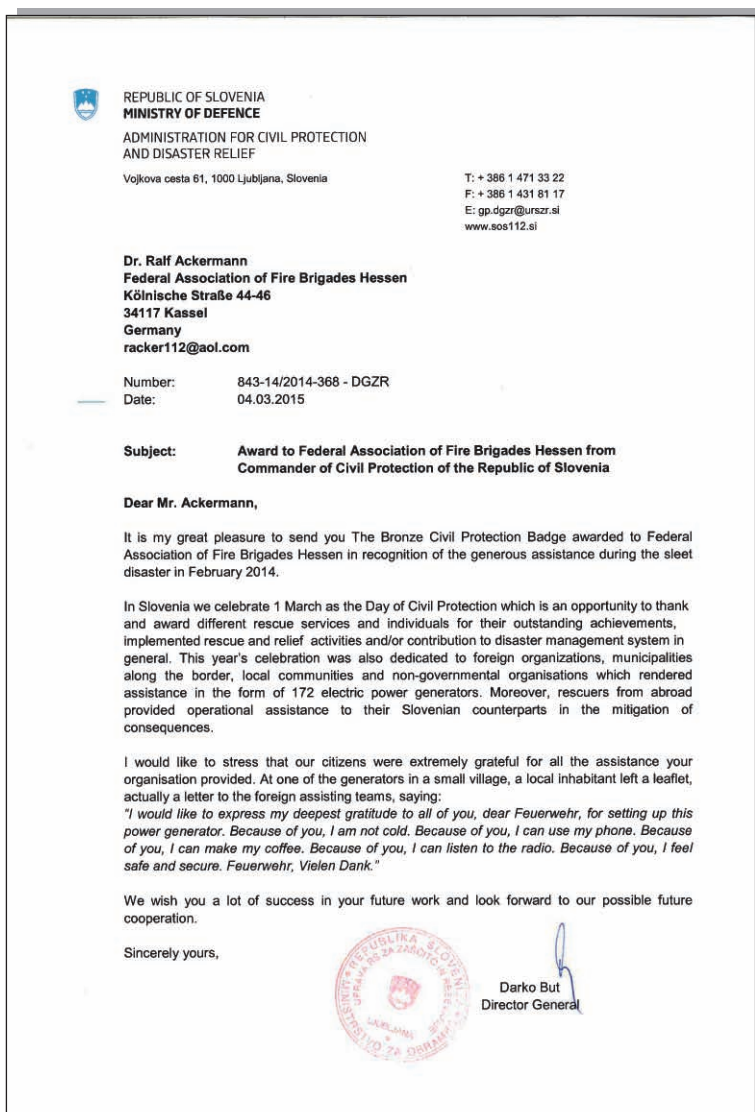 REPUBLIC OF SLOVENIA
MINISTRY OF DEFENCE
ADMINISTRATION FOR CIVIL PROTECTION
AND DISASTER RELIEF
Vojkova cesta 61, 1000 Ljubljana, Slovenia
T: + 386 1 471 33 22
F: + 386 1 431 81 17
E: gp.dgzr@urszr.si
www.sos112.si
Dr. Ralf Ackermann
Federal Association of Fire Brigades Hessen
Kölnische Straße 44-46
34117 Kassel
Germany
racker112@aol.com
Number: 843-14/2014-368 - DGZR
Date: 04.03.2015
Subject: Award to Federal Association of Fire Brigades Hessen from
Commander of Civil Protection of the Republic of Slovenia
Dear Mr. Ackermann,
It is my great pleasure to send you The Bronze Civil Protection Badge awarded to Federal
Association of Fire Brigades Hessen in recognition of the generous assistance during the sleet
disaster in February 2014.
In Slovenia we celebrate 1 March as the Day of Civil Protection which is an opportunity to thank
and award different rescue services and individuals for their outstanding achievements,
implemented rescue and relief activities and/or contribution to disaster management system in
general. This year's celebration was also dedicated to foreign organizations, municipalities
along the border, local communities and non-governmental organisations which rendered
assistance in the form of 172 electric power generators. Moreover, rescuers from abroad
provided operational assistance to their Slovenian counterparts in the mitigation of
consequences.
I would like to stress that our citizens were extremely grateful for all the assistance your
organisation provided. At one of the generators in a small village, a local inhabitant left a leaflet,
actually a letter to the foreign assisting teams, saying:
"I would like to express my deepest gratitude to all of you, dear Feuerwehr, for setting up this
power generator. Because of you, I am not cold. Because of you, I can use my phone. Because
of you, I can make my coffee. Because of you, I can listen to the radio. Because of you, I feel
safe and secure. Feuerwehr, Vielen Dank."
We wish you a lot of success in your future work and look forward to our possible future
cooperation.
Sincerely yours,
REPUBLIKA SLOVENIJA
MINISTRSTVO ZA OBRAMBO
UPRAVA RS ZA ZAŠČITO IN
LJUBLJANA
Darko But
Director General